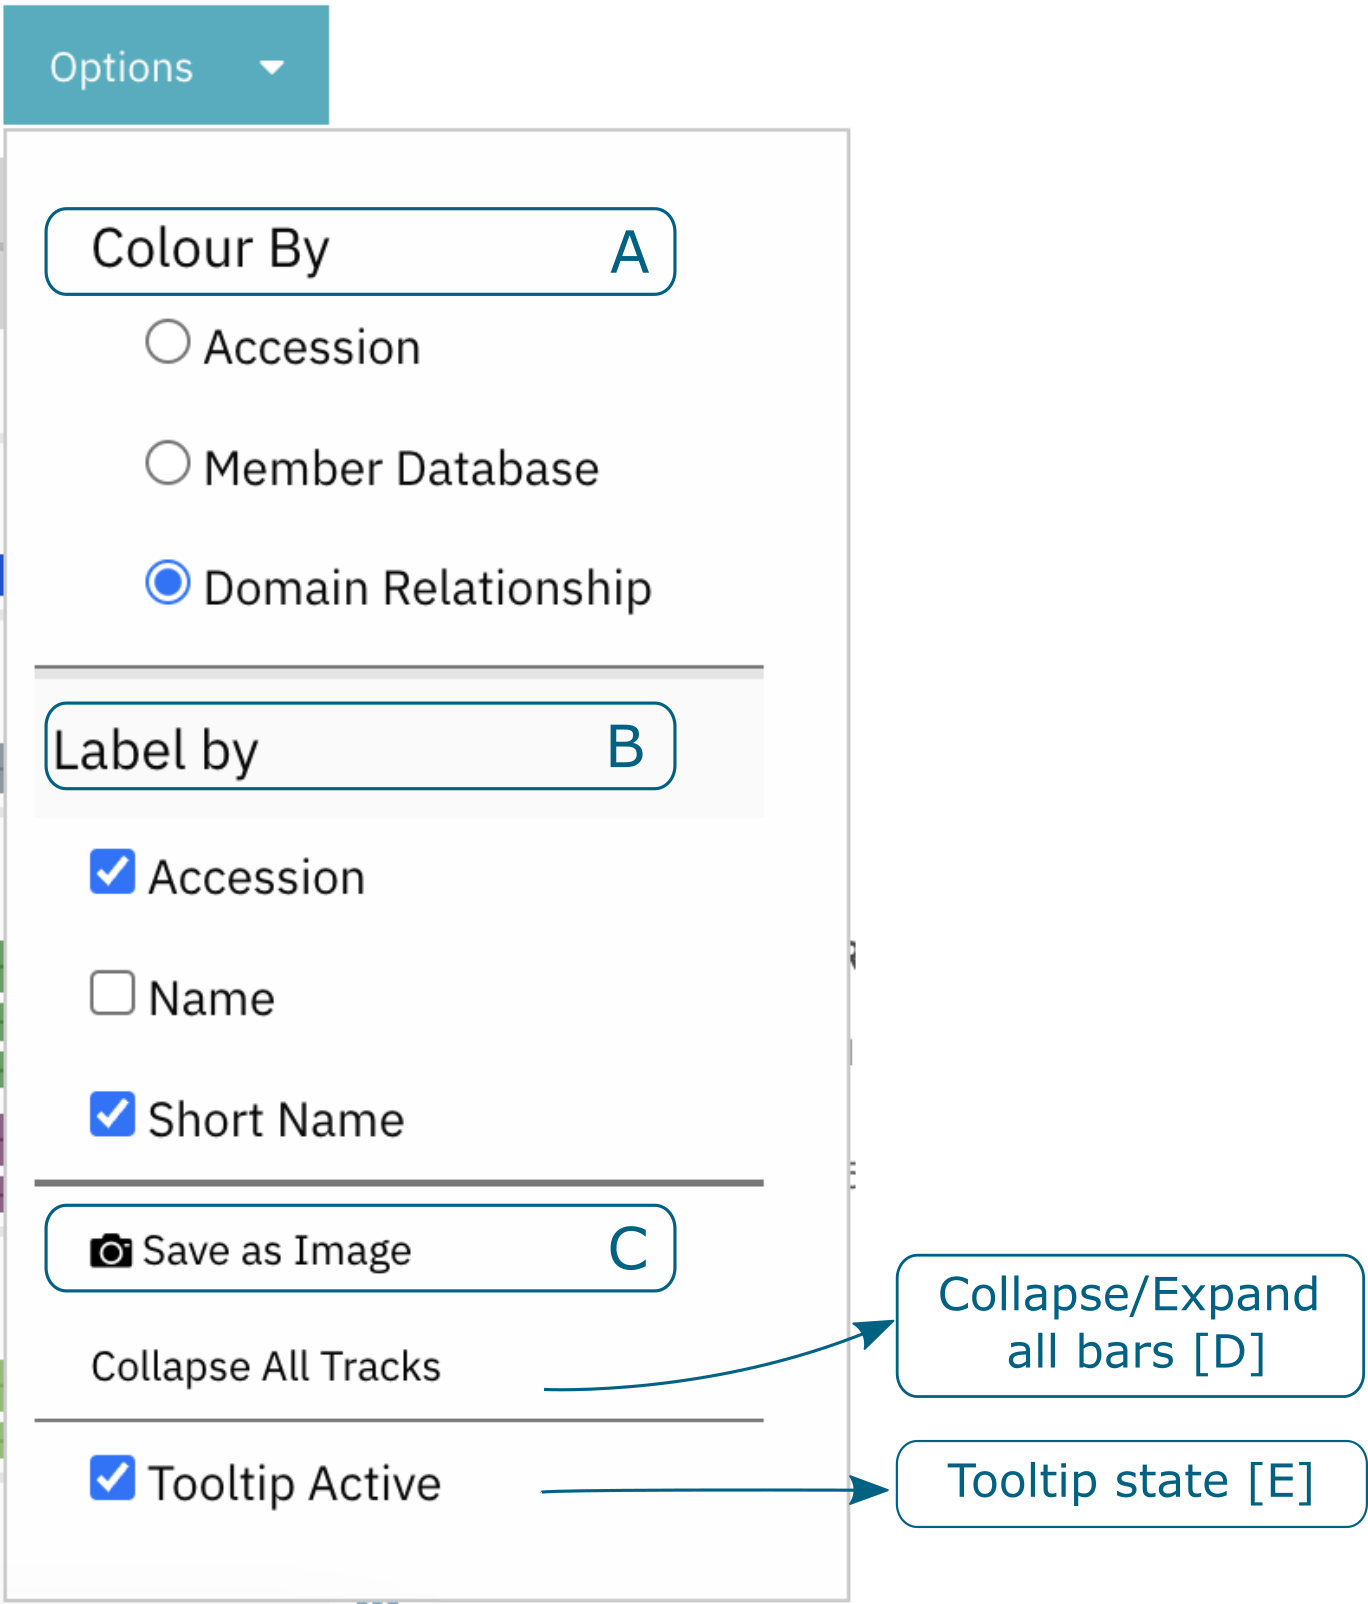 Options
Colour By A
Accession
Member Database
Domain Relationship
Label by B
Accession
Name
Short Name
Save as Image C
Collapse All Tracks
Collapse/Expand
all bars [D]
Tooltip Active
Tooltip state [E]